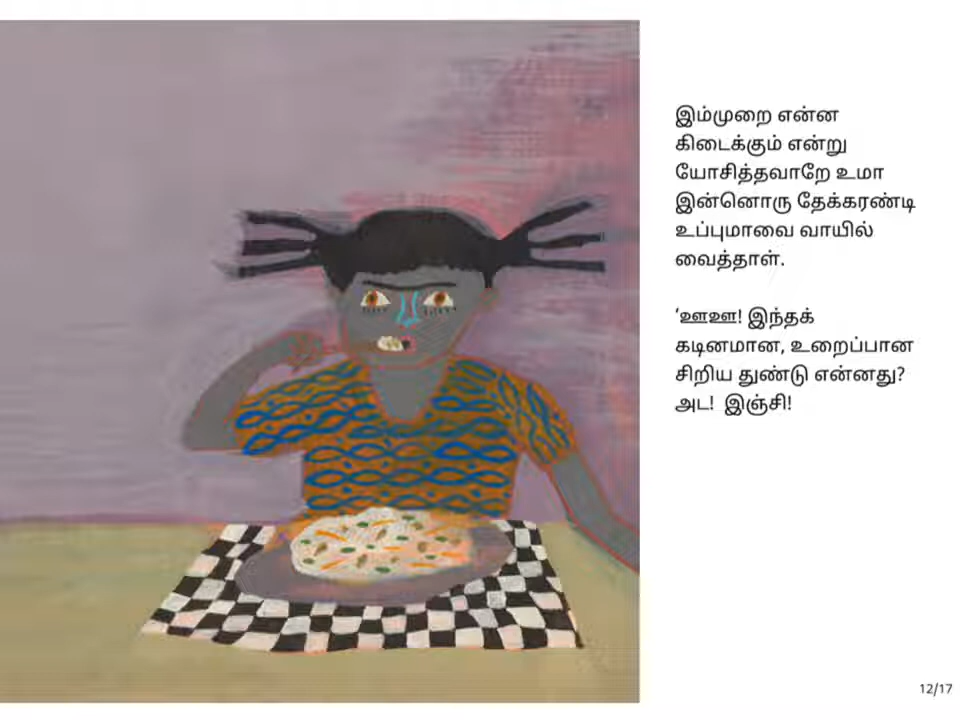 இம்முறை என்ன
கிடைக்கும் என்று
யோசித்தவாறே உமா
இன்னொரு தேக்கரண்டி
உப்புமாவை வாயில்
வைத்தாள்.
‘ஊஊ! இந்தக்
கடினமான, உறைப்பான
சிறிய துண்டு என்னது?
அட! இஞ்சி!
12/17